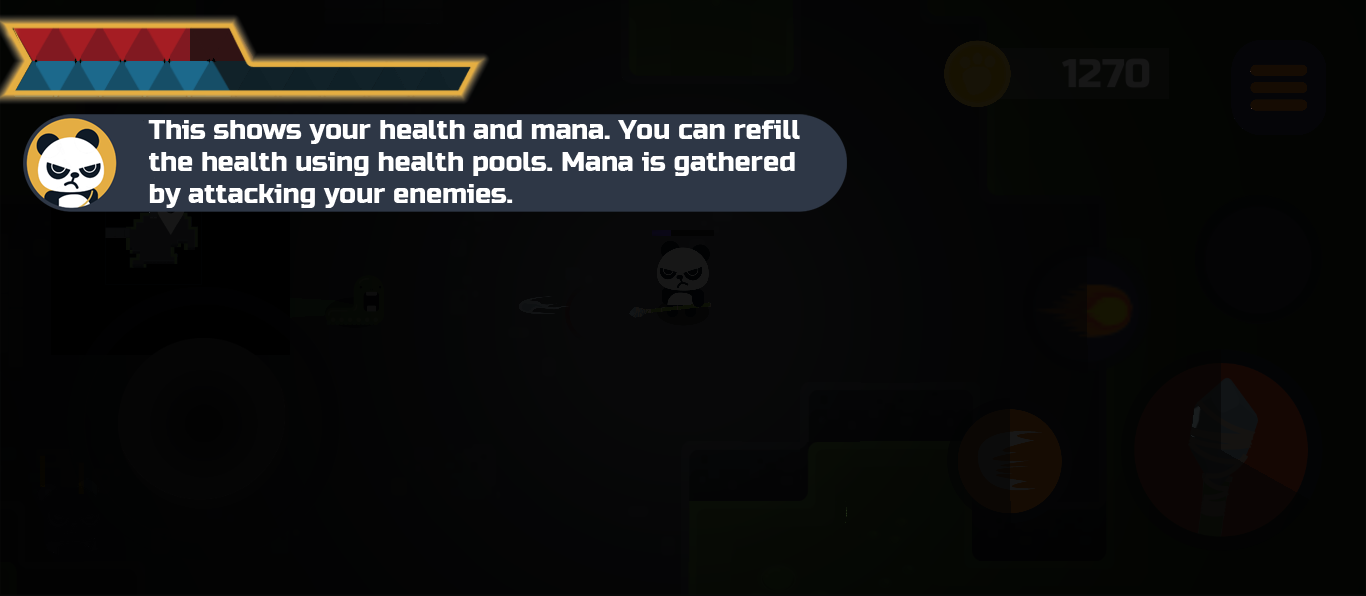 1270
This shows your health and mana. You can refill
the health using health pools. Mana is gathered
by attacking your enemies.